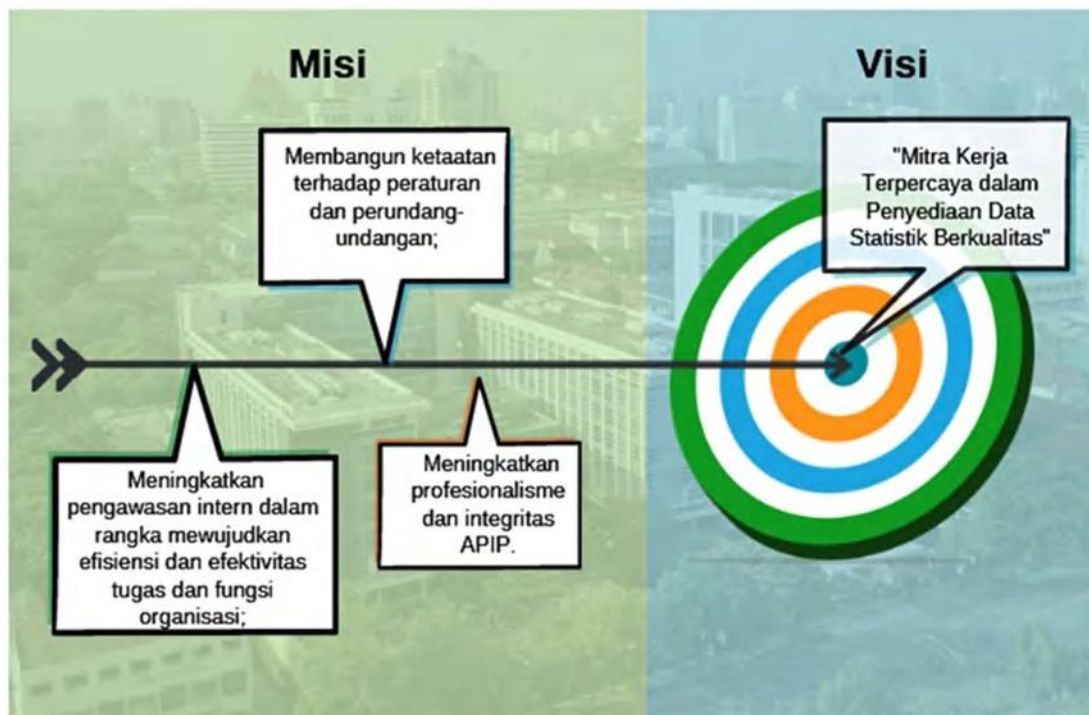 Misi
Meningkatkan
pengawasan intern dalam
rangka mewujudkan
efisiensi dan efektivitas
tugas dan fungsi
organisasi;
Membangun ketaatan
terhadap peraturan
dan perundang-
undangan;
Meningkatkan
profesionalisme
dan integritas
APIP.
Visi
"Mitra Kerja
Terpercaya dalam
Penyediaan Data
Statistik Berkualitas"